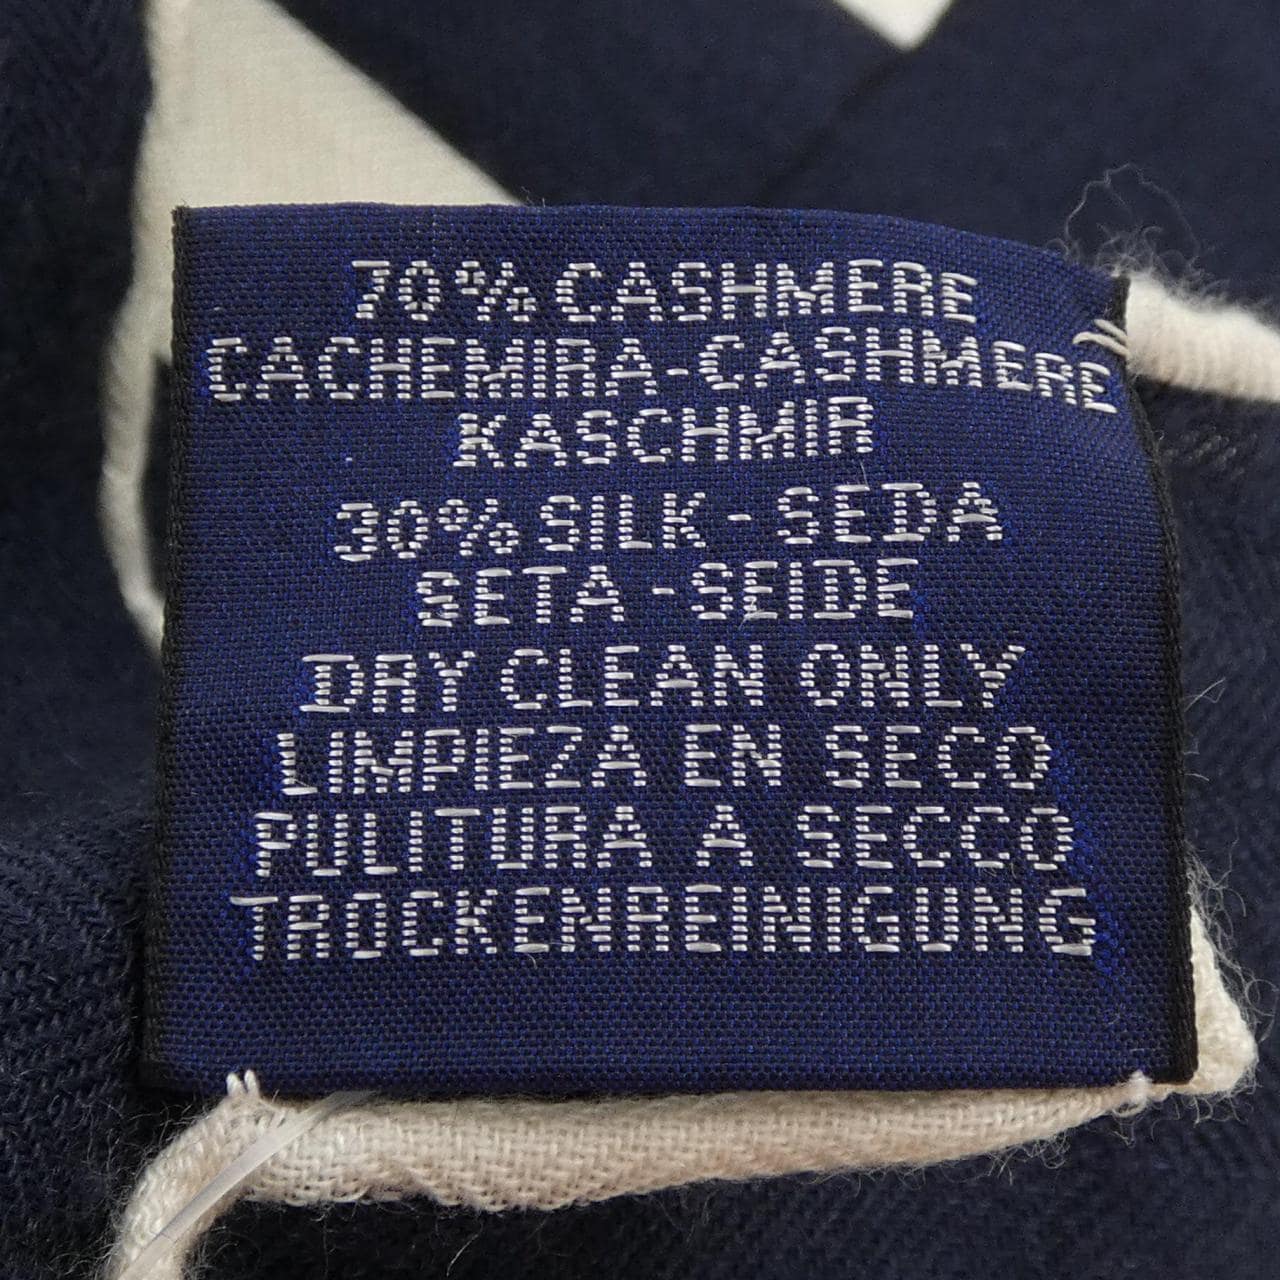 70% CASHMERE
CACHEMIRA-CASHMERE
KASCHMIR
30% SILK - SEDA
SETA - SEIDE
DRY CLEAN ONLY
LIMPIEZA EN SECO
PULITURA A SECCO
TROCKENREINIGUNG